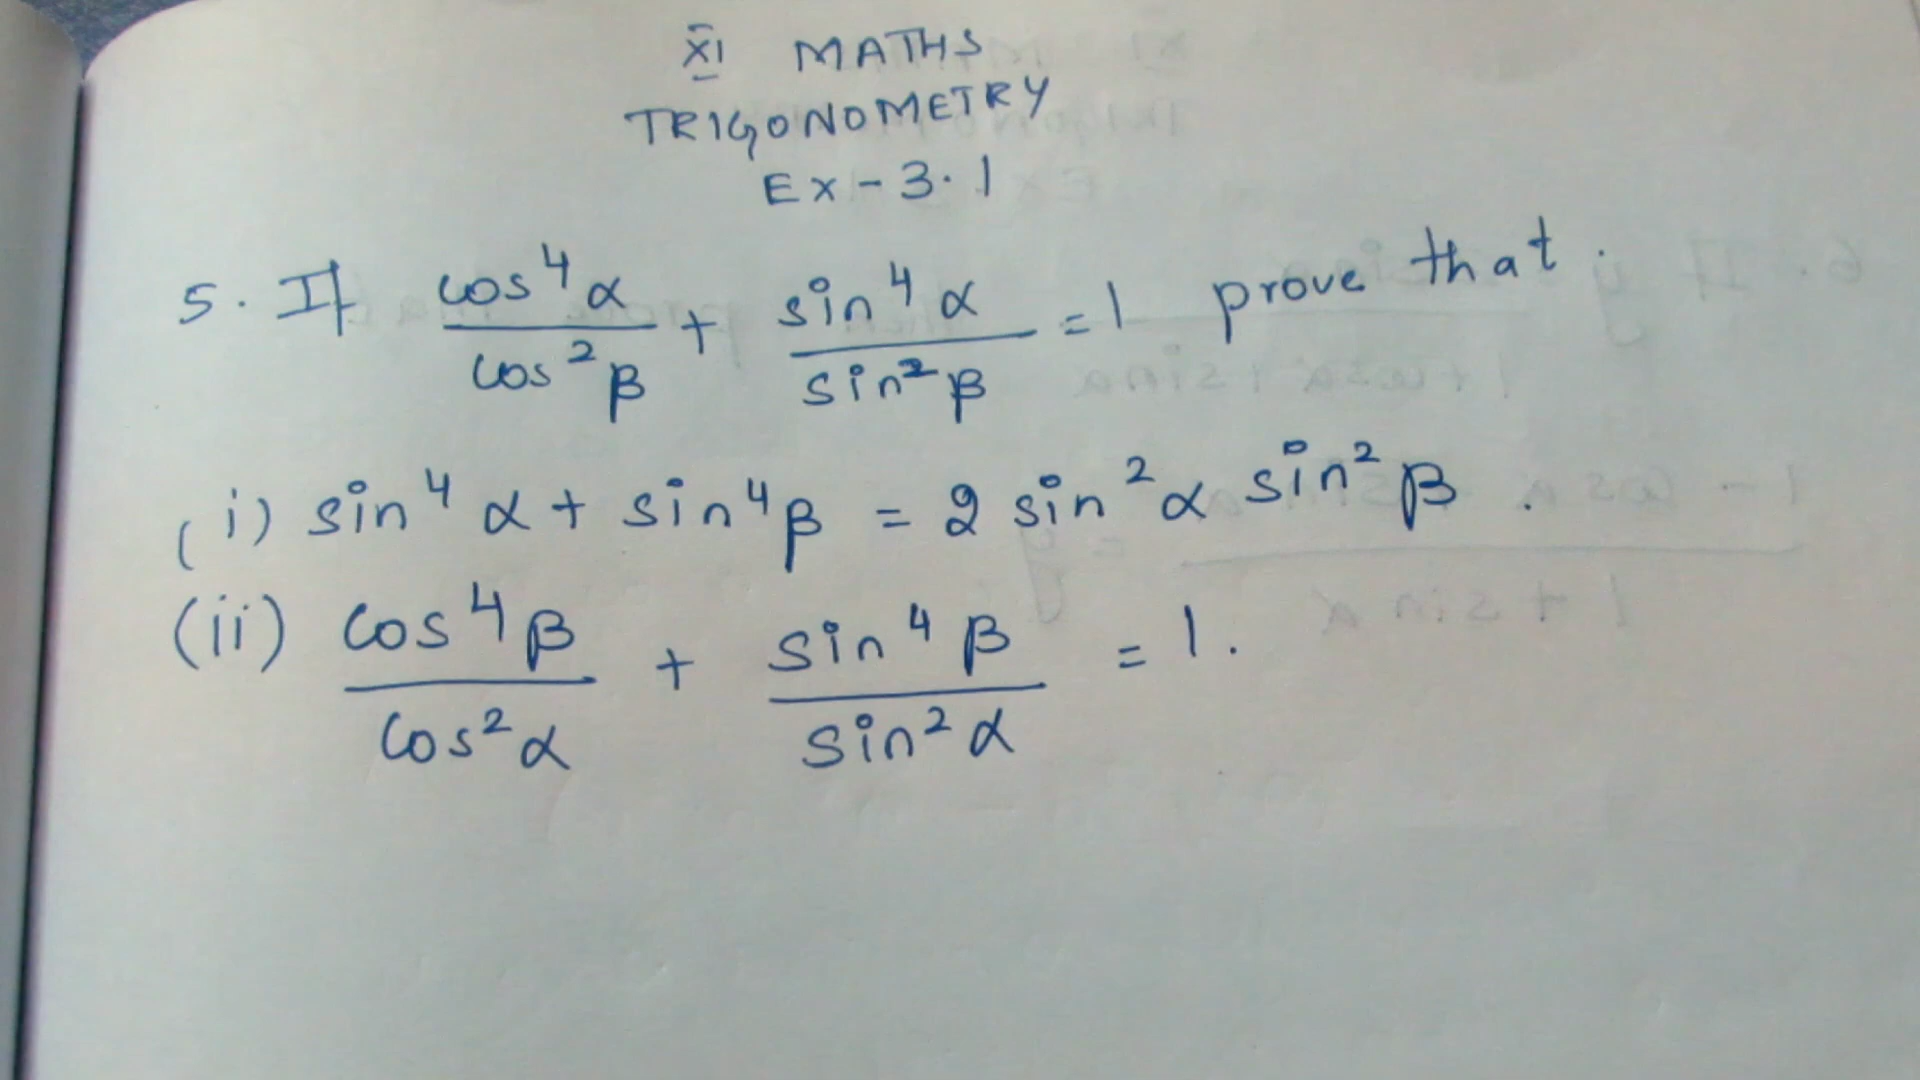 XI MATHS
TRIGONOMETRY
Ex - 3.1
5. If cos⁴α/cos²β + sin⁴α/sin²β = 1 prove that.
(i) sin⁴α + sin⁴β = 2 sin²α sin²β.
(ii) cos⁴β/cos²α + sin⁴β/sin²α = 1.